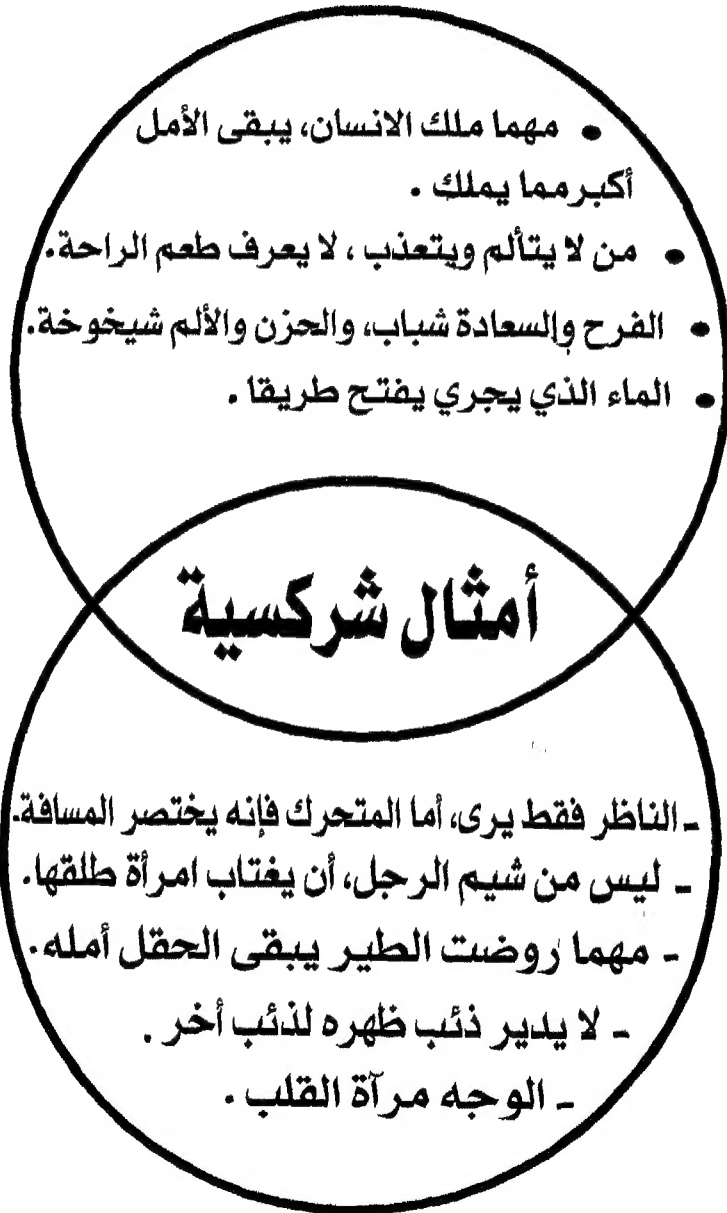 • مهما ملك الانسان، يبقى الأمل
أكبر مما يملك .
• من لا يتألم ويتعذب ، لا يعرف طعم الراحة.
• الفرح والسعادة شباب، والحزن والألم شيخوخة.
• الماء الذي يجري يفتح طريقا .
أمثال شركسية
- الناظر فقط يرى، أما المتحرك فإنه يختصر المسافة.
- ليس من شيم الرجل، أن يغتاب امرأة طلقها.
- مهما روضت الطير يبقى الحقل أمله.
- لا يدير ذئب ظهره لذئب أخر .
- الوجه مرآة القلب .